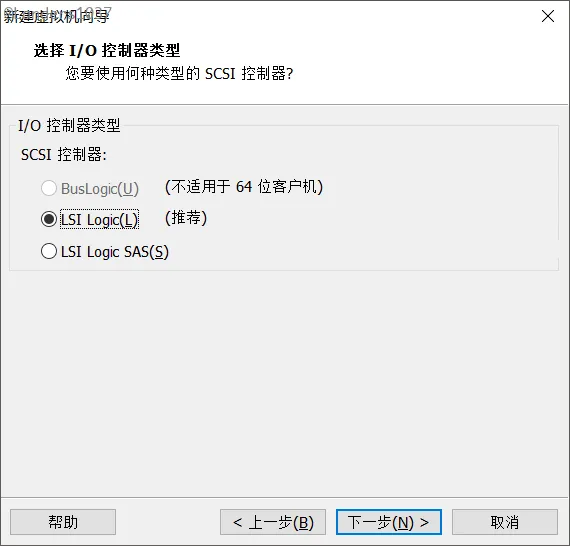 新建虚拟机向导
选择 I/O 控制器类型
您要使用何种类型的 SCSI 控制器?
I/O 控制器类型
SCSI 控制器:
BusLogic(U) (不适用于 64 位客户机)
LSI Logic(L) (推荐)
LSI Logic SAS(S)
帮助 < 上一步(B) 下一步(N) > 取消